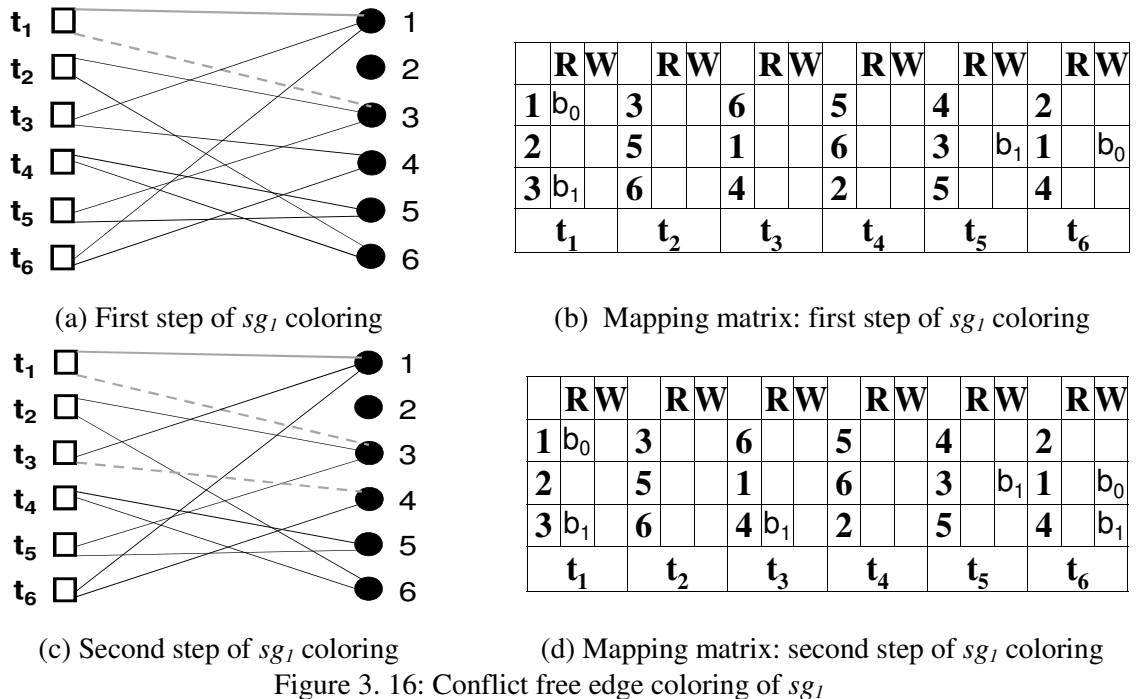 t1 1
t2 2
t3 3
t4 4
t5 5
t6 6
R W R W R W R W R W R W
1 b0 3 6 5 4 2
2 5 1 6 3 b1 1 b0
3 b1 6 4 2 5 4
t1 t2 t3 t4 t5 t6
(a) First step of sg1 coloring
(b) Mapping matrix: first step of sg1 coloring
t1 1
t2 2
t3 3
t4 4
t5 5
t6 6
R W R W R W R W R W R W
1 b0 3 6 5 4 2
2 5 1 6 3 b1 1 b0
3 b1 6 4 b1 2 5 4 b1
t1 t2 t3 t4 t5 t6
(c) Second step of sg1 coloring
(d) Mapping matrix: second step of sg1 coloring
Figure 3. 16: Conflict free edge coloring of sg1